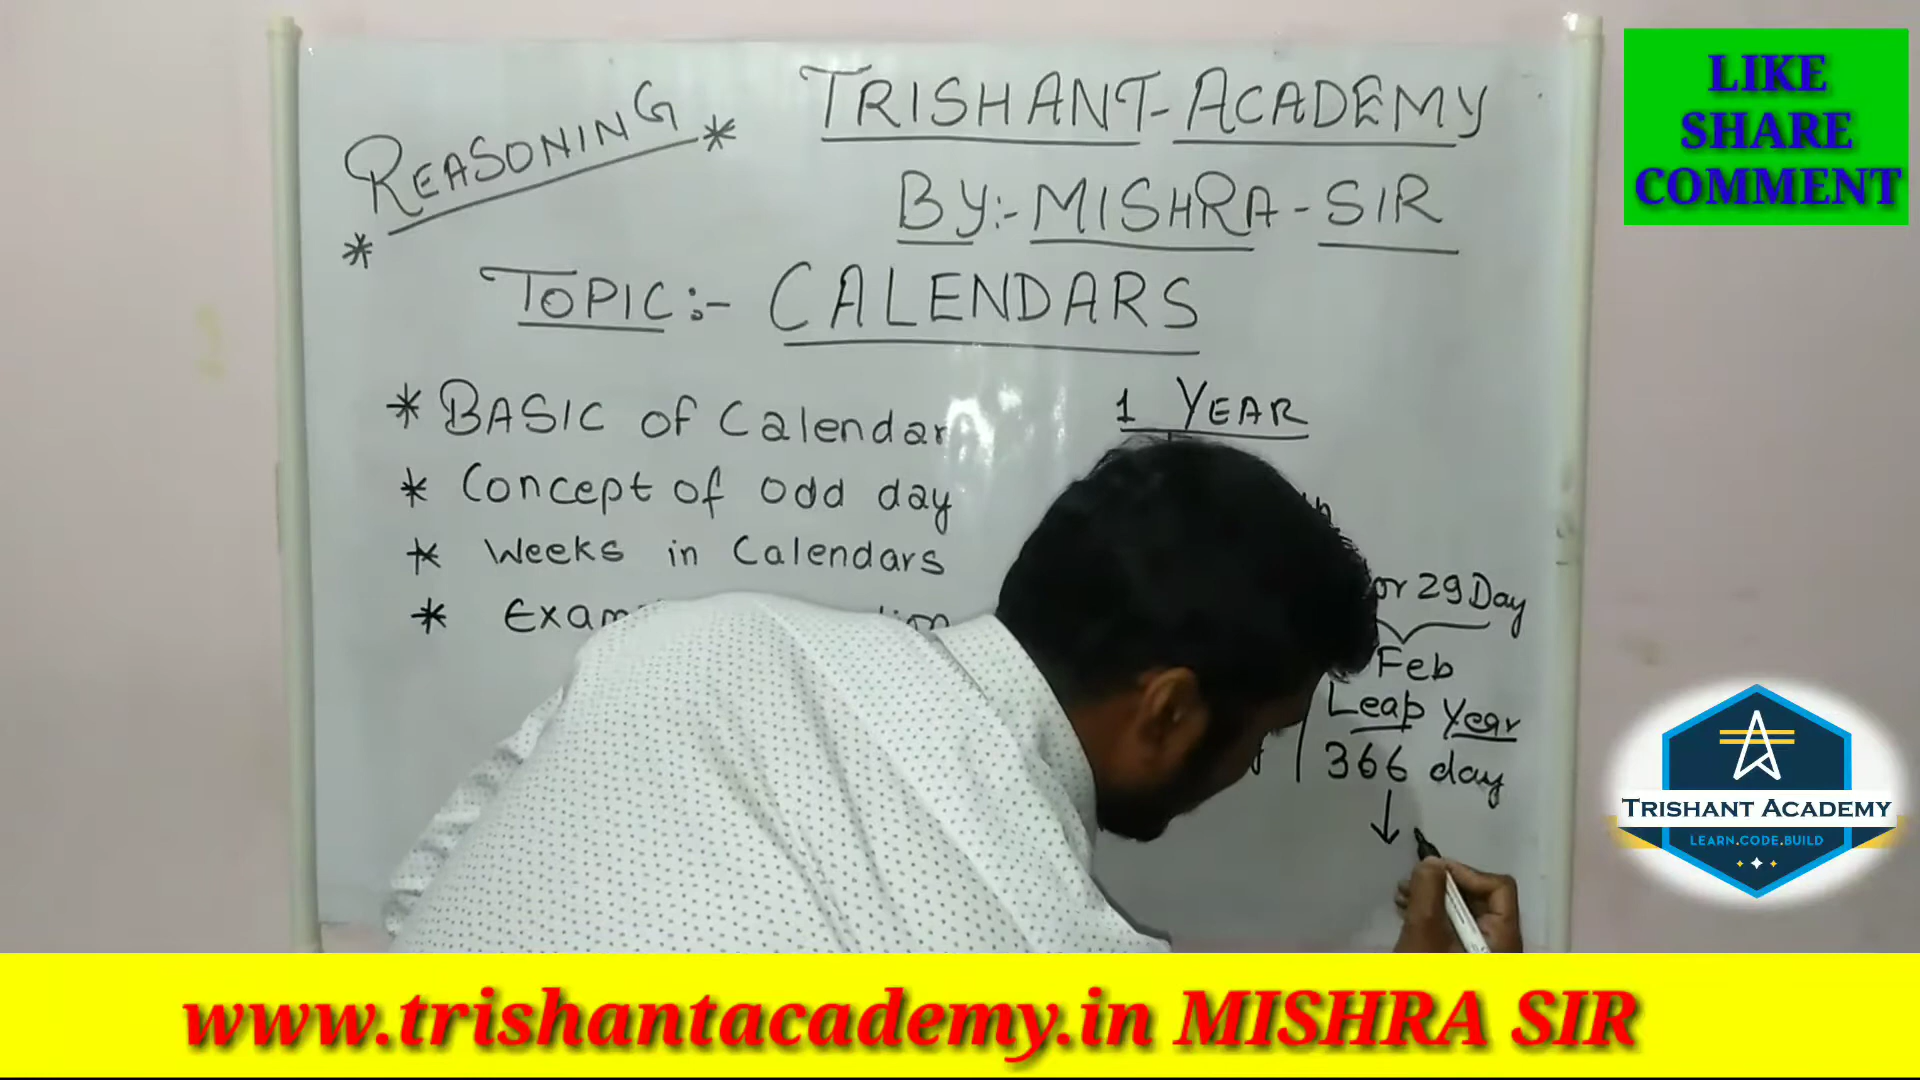 REASONING
TRISHANT-ACADEMY
BY:- MISHRA-SIR
TOPIC:- CALENDARS
* BASIC of Calendar
* Concept of odd day
* Weeks in Calendars
*
1 YEAR
or 29 Day
Feb
Leap Year
366 day
LIKE
SHARE
COMMENT
TRISHANT ACADEMY
LEARN.CODE.BUILD
www.trishantacademy.in MISHRA SIR